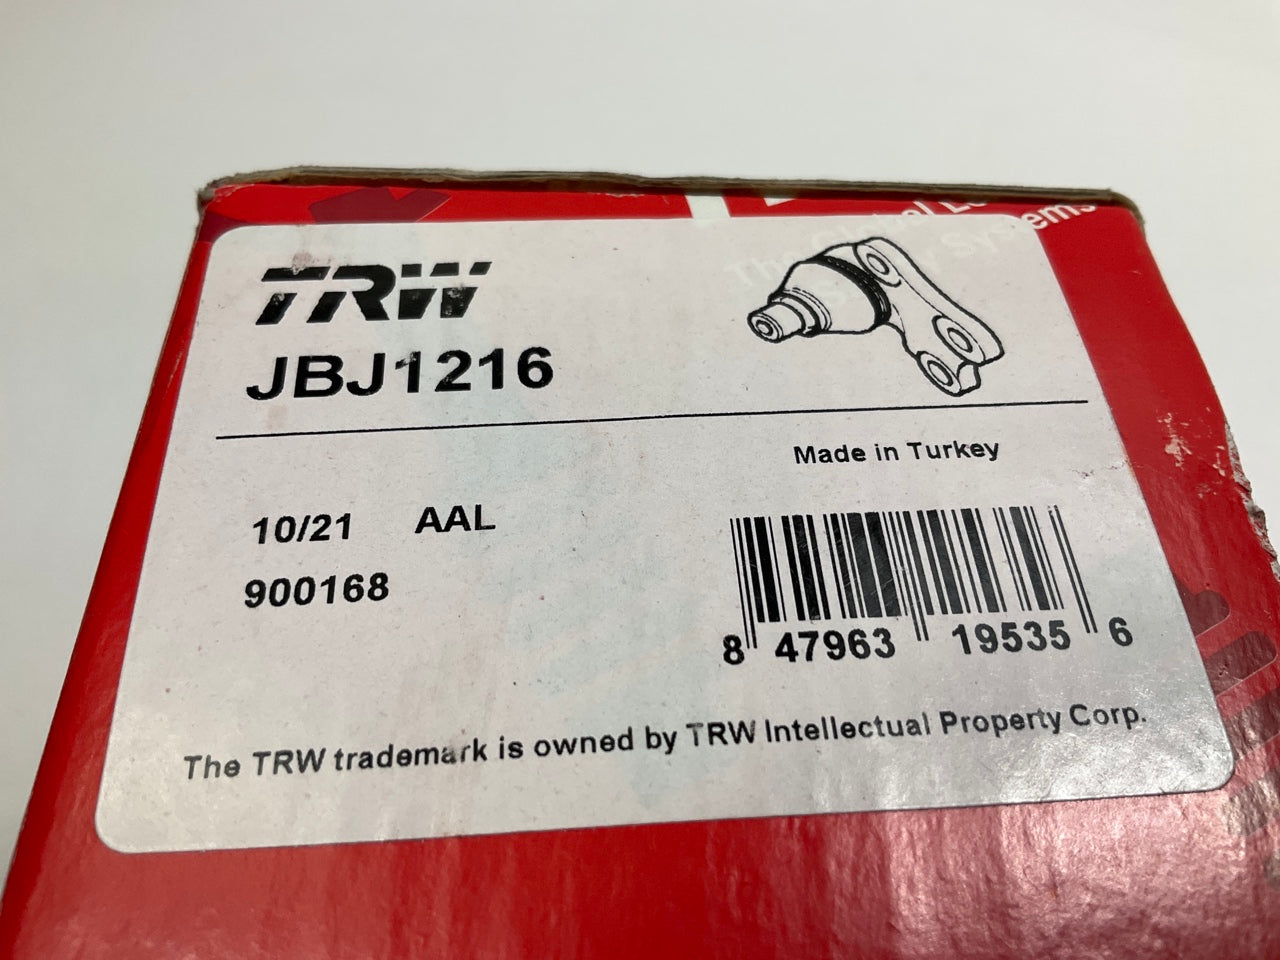 Systems
TRW
JBJ1216
Made in Turkey
10/21 AAL
900168
8 47963 19535 6
The TRW trademark is owned by TRW Intellectual Property Corp.